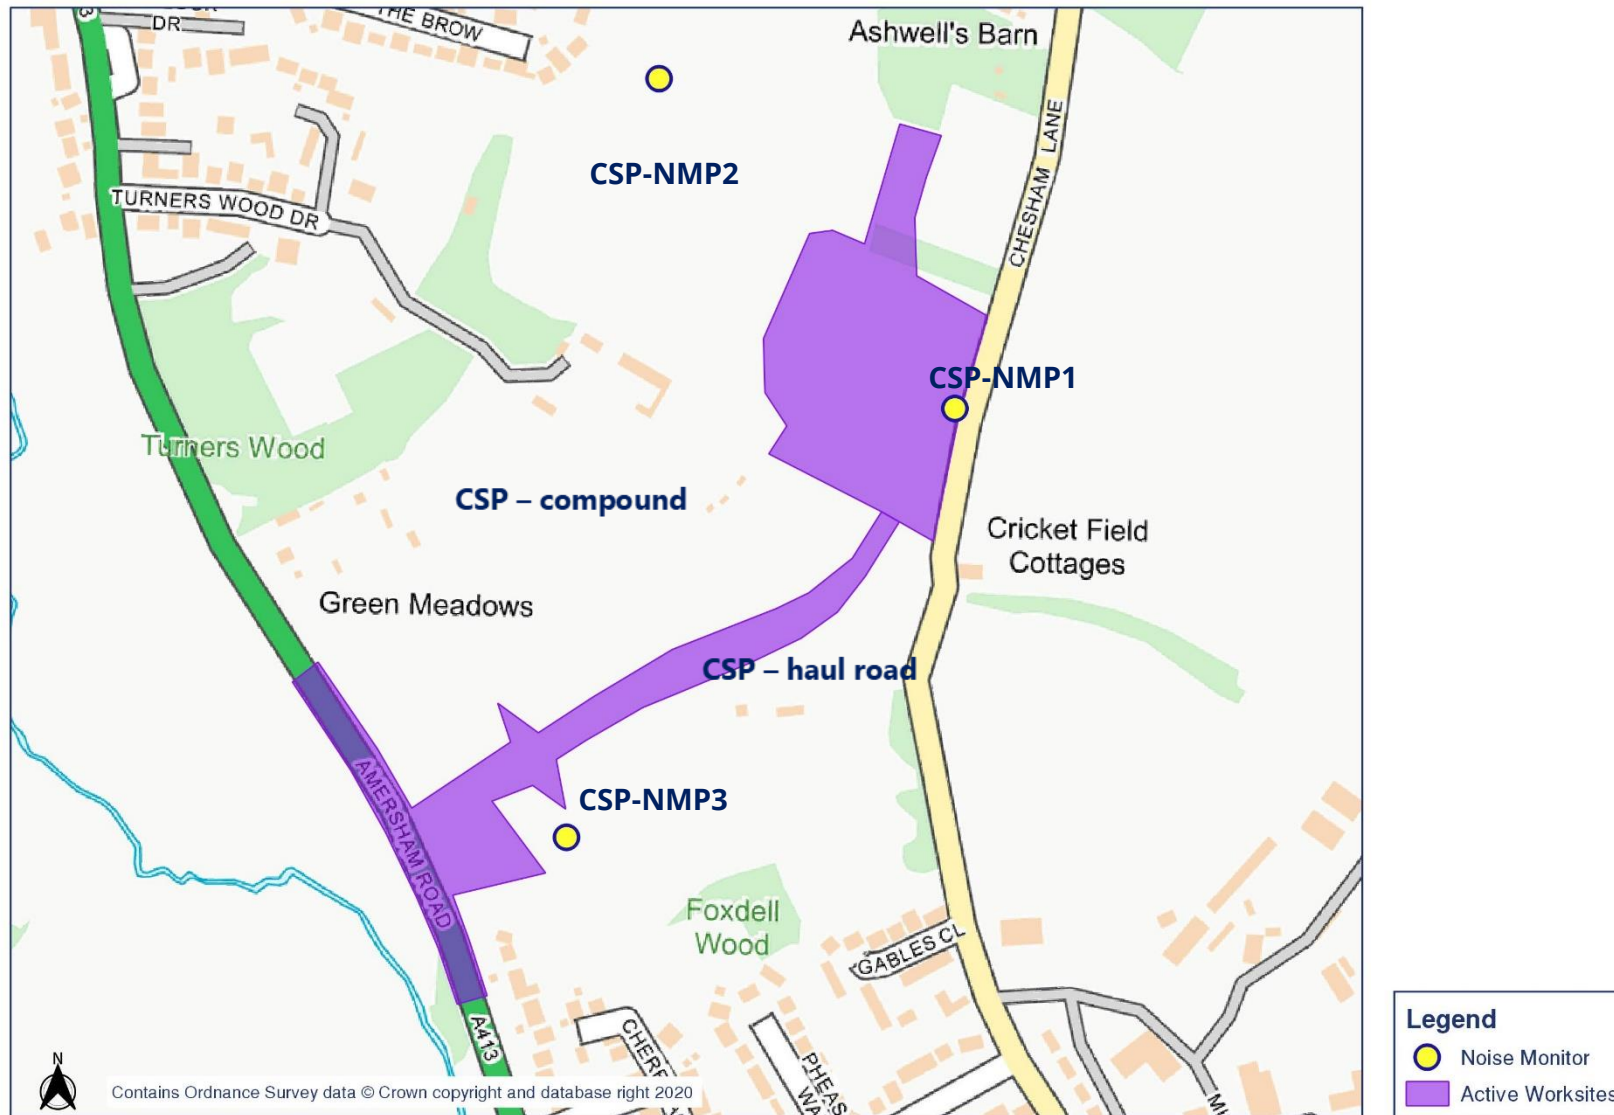 DR
THE BROW
Ashwell's Barn
CSP-NMP2
CHESHAM LANE
TURNERS WOOD DR
CSP-NMP1
Turners Wood
CSP – compound
Cricket Field
Cottages
Green Meadows
CSP – haul road
AMERSHAM ROAD
CSP-NMP3
Foxdell
Wood
GABLES CL
A413
N
Contains Ordnance Survey data © Crown copyright and database right 2020
Legend
Noise Monitor
Active Worksites